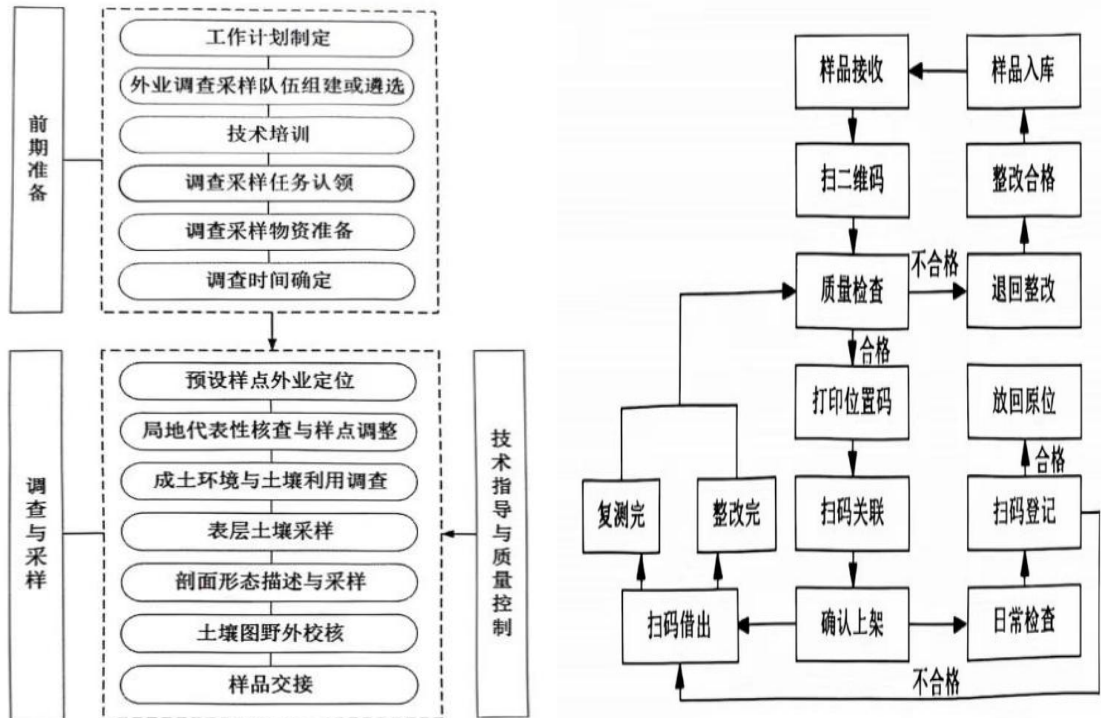 前期准备
工作计划制定
外业调查采样队伍组建或遴选
技术培训
调查采样任务认领
调查采样物资准备
调查时间确定
调查与采样
预设样点外业定位
局地代表性核查与样点调整
成土环境与土壤利用调查
表层土壤采样
剖面形态描述与采样
土壤图野外校核
样品交接
技术指导与质量控制
样品接收
样品入库
扫二维码
整改合格
质量检查
不合格
退回整改
合格
打印位置码
放回原位
合格
复测完
整改完
扫码关联
扫码登记
扫码借出
确认上架
日常检查
不合格